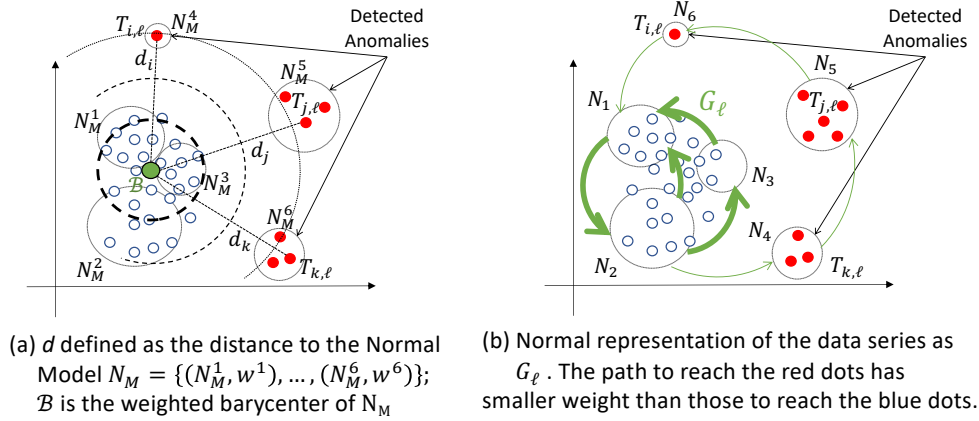 T_{i,ℓ} N_M^4
Detected
Anomalies
d_i
N_M^5
T_{j,ℓ}
N_M^1
d_j
ℬ
N_M^3
N_M^6
d_k
N_M^2
T_{k,ℓ}
(a) d defined as the distance to the Normal
Model N_M = {(N_M^1, w^1), … , (N_M^6, w^6)};
ℬ is the weighted barycenter of N_M
N_6
T_{i,ℓ}
Detected
Anomalies
N_5
N_1
G_ℓ
T_{j,ℓ}
N_3
N_4
N_2
T_{k,ℓ}
(b) Normal representation of the data series as
G_ℓ . The path to reach the red dots has
smaller weight than those to reach the blue dots.